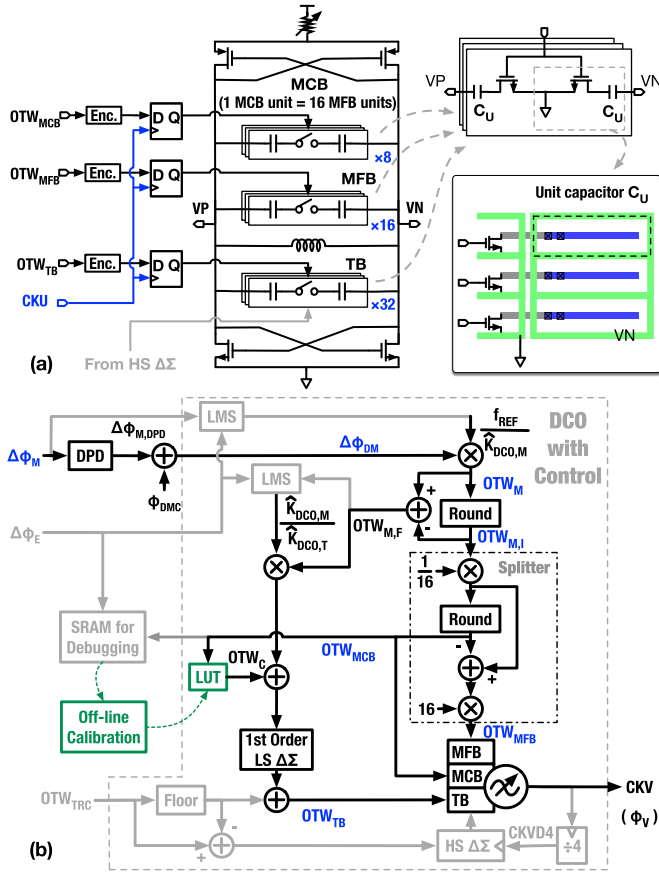 (a)
MCB
(1 MCB unit = 16 MFB units)
VP
VN
C_U
C_U
OTW_MCB
Enc.
D Q
×8
OTW_MFB
Enc.
D Q
MFB
VP
VN
×16
Unit capacitor C_U
OTW_TB
Enc.
D Q
TB
CKU
×32
From HS ΔΣ
VN
(b)
LMS
f_REF
K̂_DCO,M
DCO
with
Control
Δϕ_M
DPD
Δϕ_M,DPD
Δϕ_DM
ϕ_DMC
LMS
OTW_M
+
-
Round
K̂_DCO,M
K̂_DCO,T
OTW_M,F
OTW_M,I
Δϕ_E
1
16
Splitter
Round
SRAM for
Debugging
OTW_MCB
-
+
LUT
OTW_C
Off-line
Calibration
16
OTW_MFB
1st Order
LS ΔΣ
MFB
MCB
TB
CKV
(ϕ_V)
OTW_TRC
Floor
OTW_TB
-
+
HS ΔΣ
CKVD4
÷4